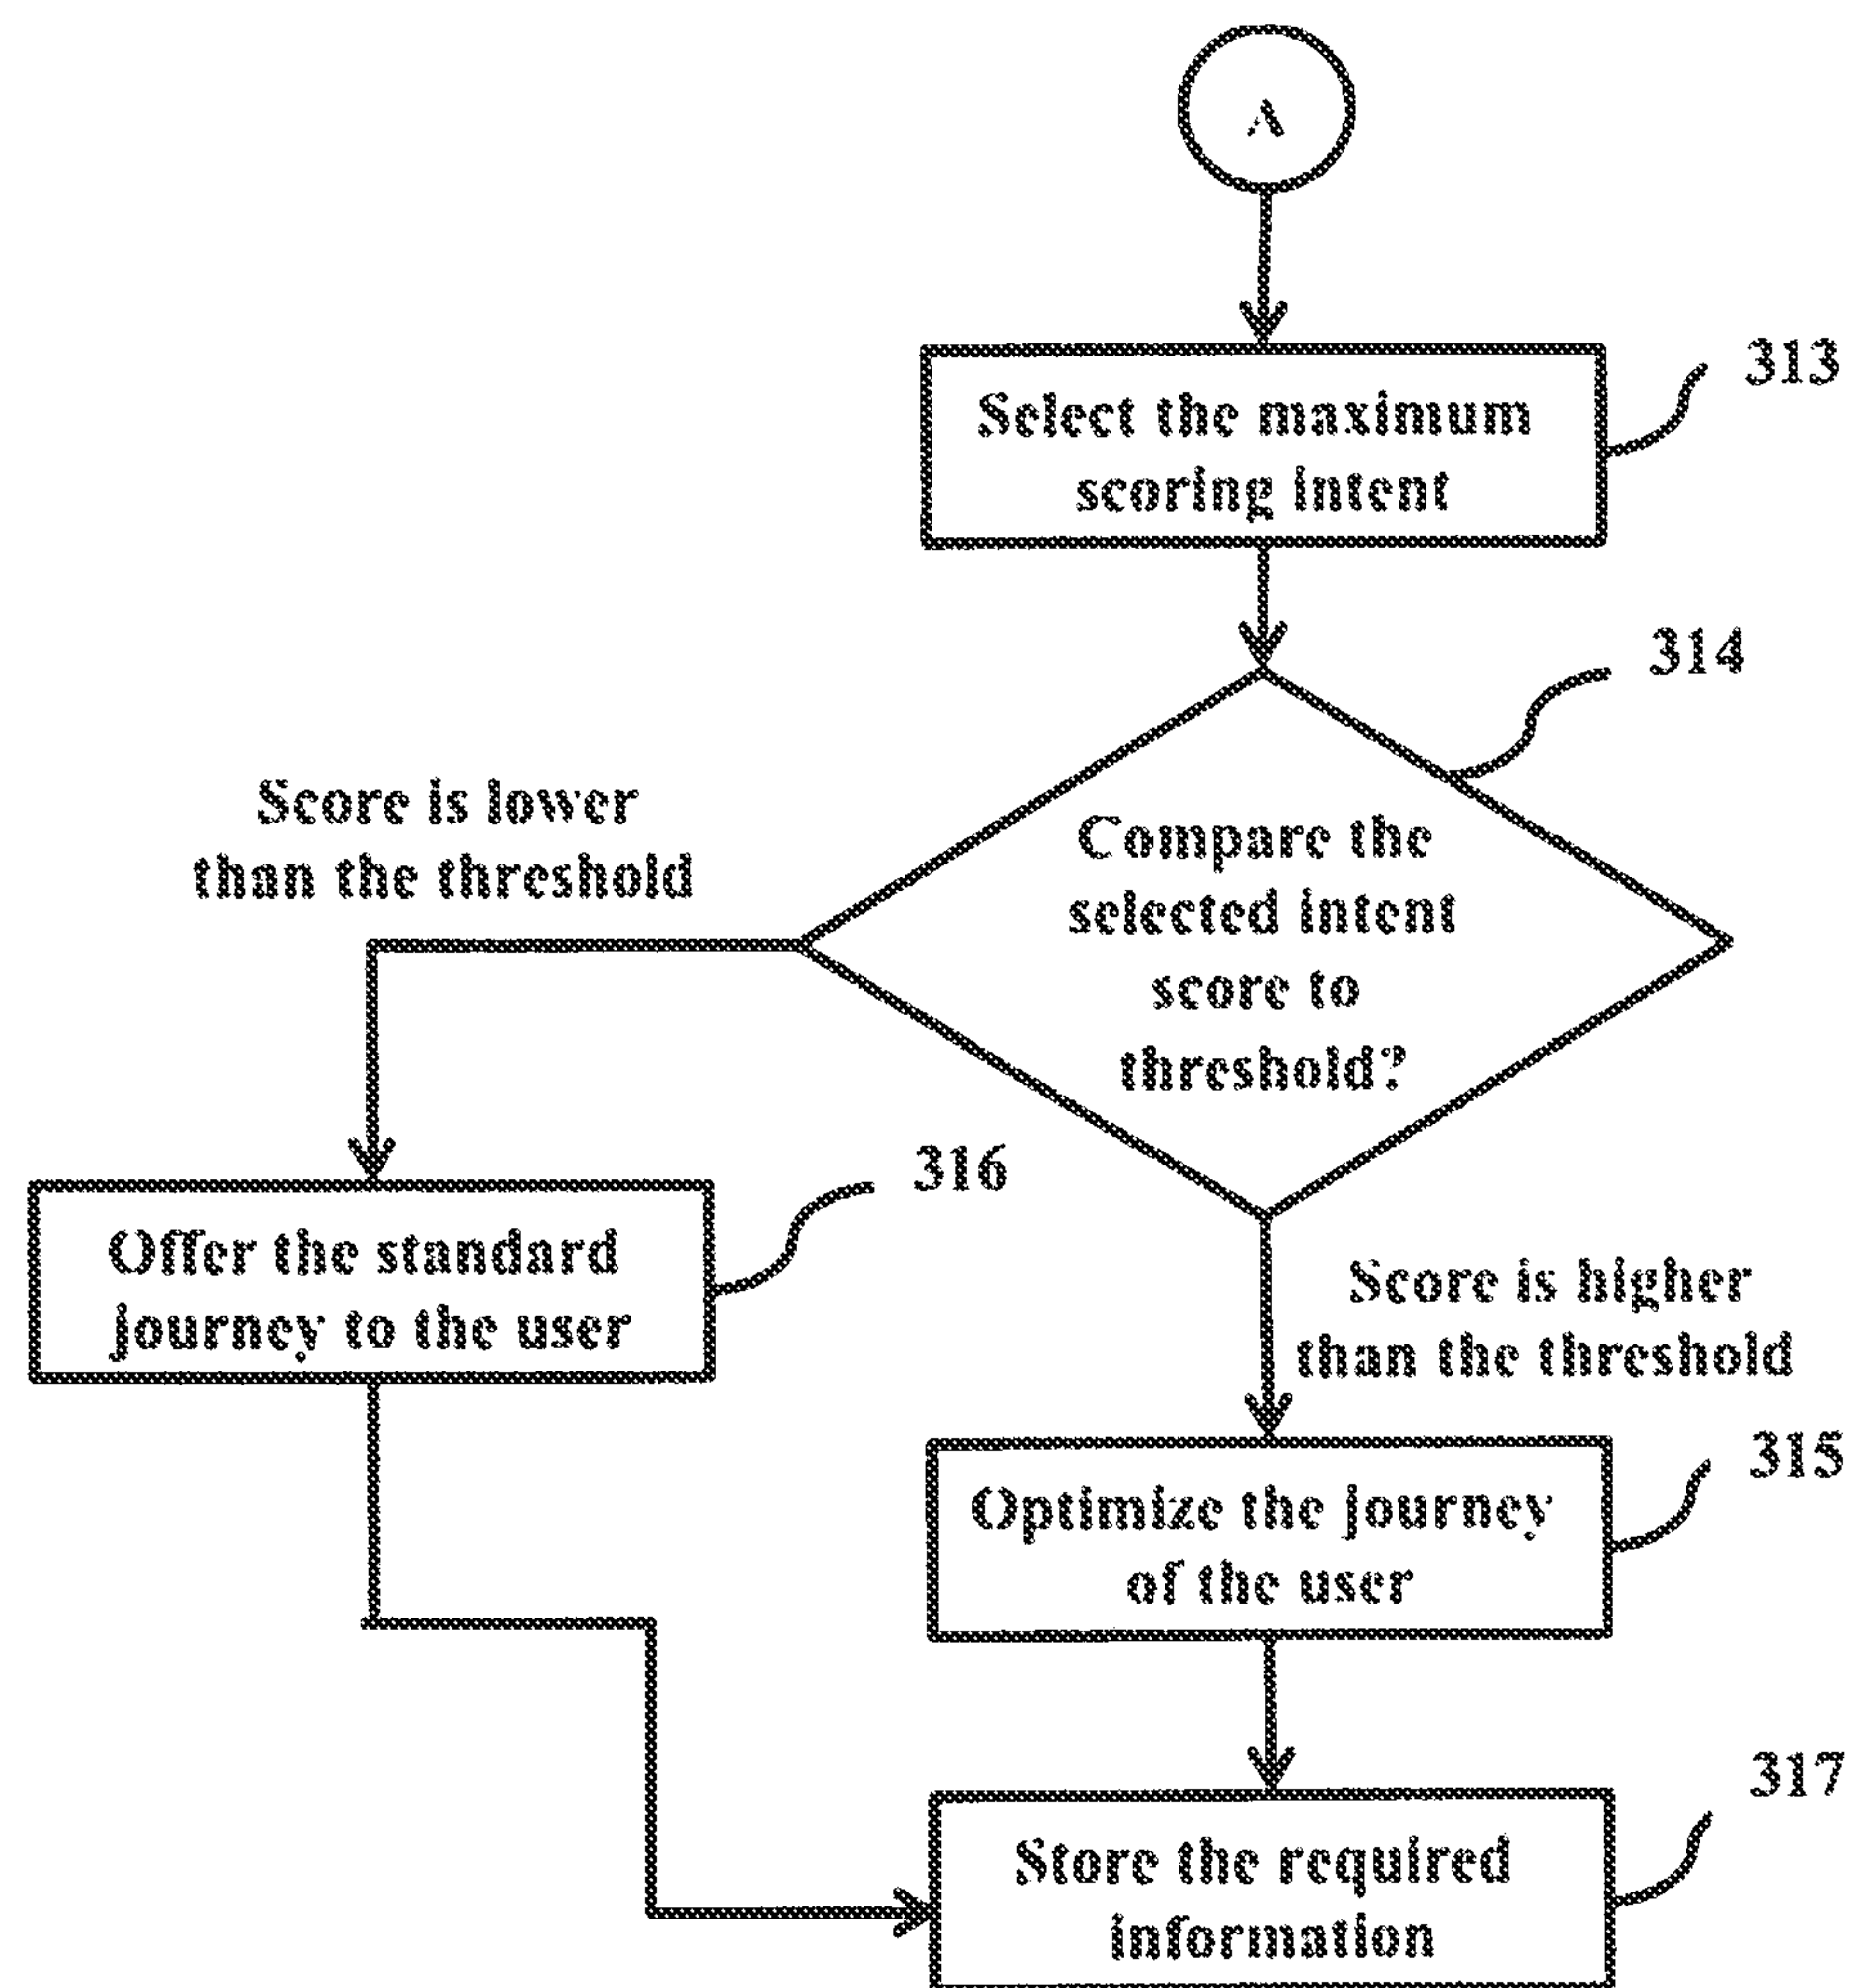 A
313
Select the maximum
scoring intent
314
Score is lower
than the threshold
Compare the
selected intent
score to
threshold?
316
Offer the standard
journey to the user
Score is higher
than the threshold
315
Optimize the journey
of the user
317
Store the required
information